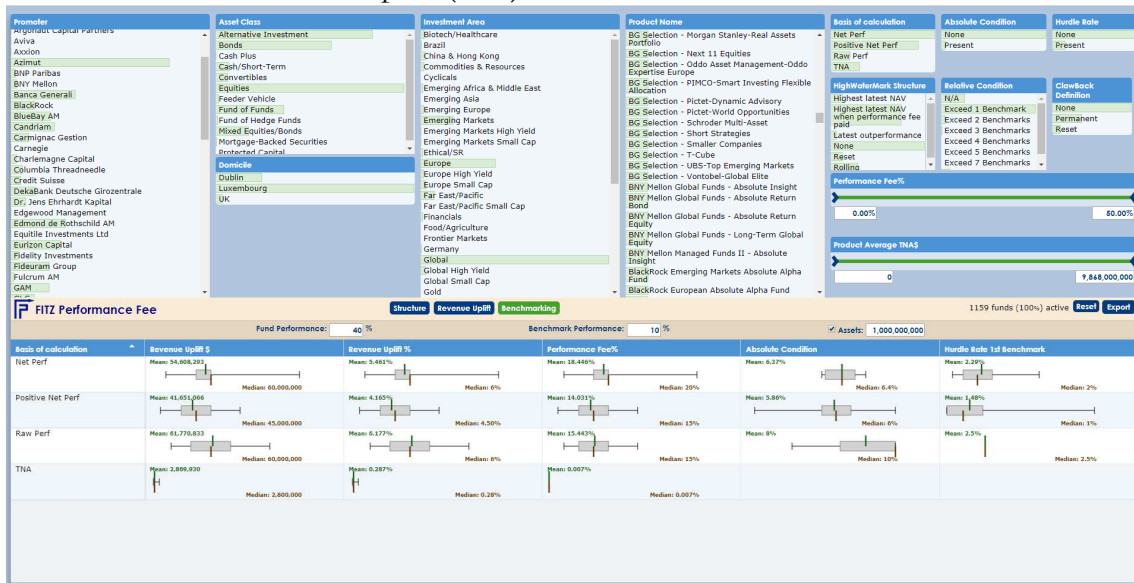 Promoter
Argonaut Capital Partners
Aviva
Axxion
Azimut
BNP Paribas
BNY Mellon
Banca Generali
BlackRock
BlueBay AM
Candriam
Carmignac Gestion
Carnegie
Charlemagne Capital
Columbia Threadneedle
Credit Suisse
DekaBank Deutsche Girozentrale
Dr. Jens Ehrhardt Kapital
Edgewood Management
Edmond de Rothschild AM
Equitile Investments Ltd
Eurizon Capital
Fidelity Investments
Fideuram Group
Fulcrum AM
GAM
Asset Class
Alternative Investment
Bonds
Cash Plus
Cash/Short-Term
Convertibles
Equities
Feeder Vehicle
Fund of Funds
Fund of Hedge Funds
Mixed Equities/Bonds
Mortgage-Backed Securities
Protected Capital
Domicile
Dublin
Luxembourg
UK
Investment Area
Biotech/Healthcare
Brazil
China & Hong Kong
Commodities & Resources
Cyclicals
Emerging Africa & Middle East
Emerging Asia
Emerging Europe
Emerging Markets
Emerging Markets High Yield
Emerging Markets Small Cap
Ethical/SR
Europe
Europe High Yield
Europe Small Cap
Far East/Pacific
Far East/Pacific Small Cap
Financials
Food/Agriculture
Frontier Markets
Germany
Global
Global High Yield
Global Small Cap
Gold
Product Name
BG Selection - Morgan Stanley-Real Assets
Portfolio
BG Selection - Next 11 Equities
BG Selection - Oddo Asset Management-Oddo
Expertise Europe
BG Selection - PIMCO-Smart Investing Flexible
Allocation
BG Selection - Pictet-Dynamic Advisory
BG Selection - Pictet-World Opportunities
BG Selection - Schroder Multi-Asset
BG Selection - Short Strategies
BG Selection - Smaller Companies
BG Selection - T-Cube
BG Selection - UBS-Top Emerging Markets
BG Selection - Vontobel-Global Elite
BNY Mellon Global Funds - Absolute Insight
BNY Mellon Global Funds - Absolute Return
Bond
BNY Mellon Global Funds - Absolute Return
Equity
BNY Mellon Global Funds - Long-Term Global
Equity
BNY Mellon Managed Funds II - Absolute
Insight
BlackRock Emerging Markets Absolute Alpha
Fund
BlackRock European Absolute Alpha Fund
Basis of calculation
Net Perf
Positive Net Perf
Raw Perf
TNA
Absolute Condition
None
Present
Hurdle Rate
None
Present
HighWaterMark Structure
Highest latest NAV
Highest latest NAV
when performance fee
paid
Latest outperformance
None
Reset
Rolling
Relative Condition
N/A
Exceed 1 Benchmark
Exceed 2 Benchmarks
Exceed 3 Benchmarks
Exceed 4 Benchmarks
Exceed 5 Benchmarks
Exceed 7 Benchmarks
ClawBack
Definition
None
Permanent
Reset
Performance Fee%
0.00% 50.00%
Product Average TNA$
0 9,868,000,000
FITZ Performance Fee Structure Revenue Uplift Benchmarking 1159 funds (100%) active Reset Export
Fund Performance: 40 % Benchmark Performance: 10 % Assets: 1,000,000,000
Basis of calculation Revenue Uplift $ Revenue Uplift % Performance Fee% Absolute Condition Hurdle Rate 1st Benchmark
Net Perf Mean: 54,608,293 Mean: 5.461% Mean: 18.446% Mean: 6.37% Mean: 2.29%
Median: 60,000,000 Median: 6% Median: 20% Median: 6.4% Median: 2%
Positive Net Perf Mean: 41,651,066 Mean: 4.165% Mean: 14.031% Mean: 5.86% Mean: 1.48%
Median: 45,000,000 Median: 4.50% Median: 15% Median: 6% Median: 1%
Raw Perf Mean: 61,770,833 Mean: 6.177% Mean: 15.443% Mean: 8% Mean: 2.5%
Median: 60,000,000 Median: 6% Median: 15% Median: 10% Median: 2.5%
TNA Mean: 2,869,930 Mean: 0.287% Mean: 0.007%
Median: 2,800,000 Median: 0.28% Median: 0.007%